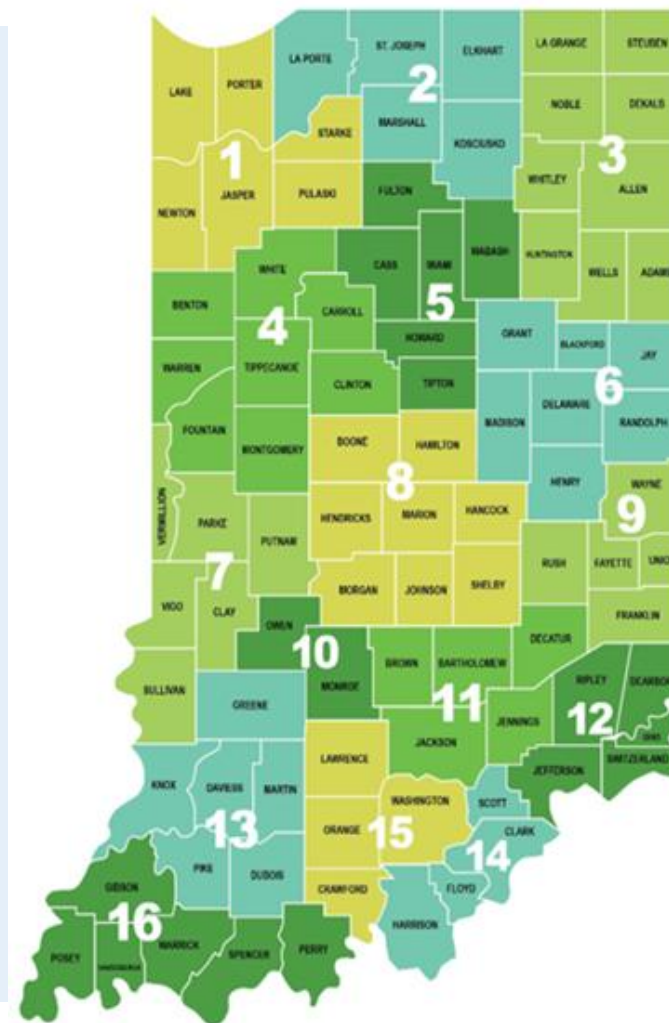 LA PORTE
ST. JOSEPH
ELKHART
LA GRANGE
STEUBEN
LAKE
PORTER
2
NOBLE
DEKALB
STARKE
MARSHALL
KOSCIUSKO
3
1
WHITLEY
ALLEN
NEWTON
JASPER
PULASKI
FULTON
WABASH
HUNTINGTON
WELLS
ADAMS
WHITE
CASS
MIAMI
5
BENTON
CARROLL
4
HOWARD
GRANT
BLACKFORD
JAY
WARREN
TIPPECANOE
CLINTON
TIPTON
6
MADISON
DELAWARE
RANDOLPH
FOUNTAIN
MONTGOMERY
BOONE
HAMILTON
HENRY
WAYNE
8
9
VERMILLION
PARKE
PUTNAM
HENDRICKS
MARION
HANCOCK
RUSH
FAYETTE
7
VIGO
CLAY
MORGAN
JOHNSON
SHELBY
FRANKLIN
OWEN
DECATUR
10
BROWN
BARTHOLOMEW
SULLIVAN
MONROE
RIPLEY
GREENE
11
JENNINGS
12
JACKSON
LAWRENCE
SWITZERLAND
JEFFERSON
KNOX
DAVIESS
MARTIN
WASHINGTON
SCOTT
13
ORANGE
15
CLARK
14
PIKE
DUBOIS
CRAWFORD
FLOYD
GIBSON
HARRISON
16
WARRICK
PERRY
POSEY
SPENCER